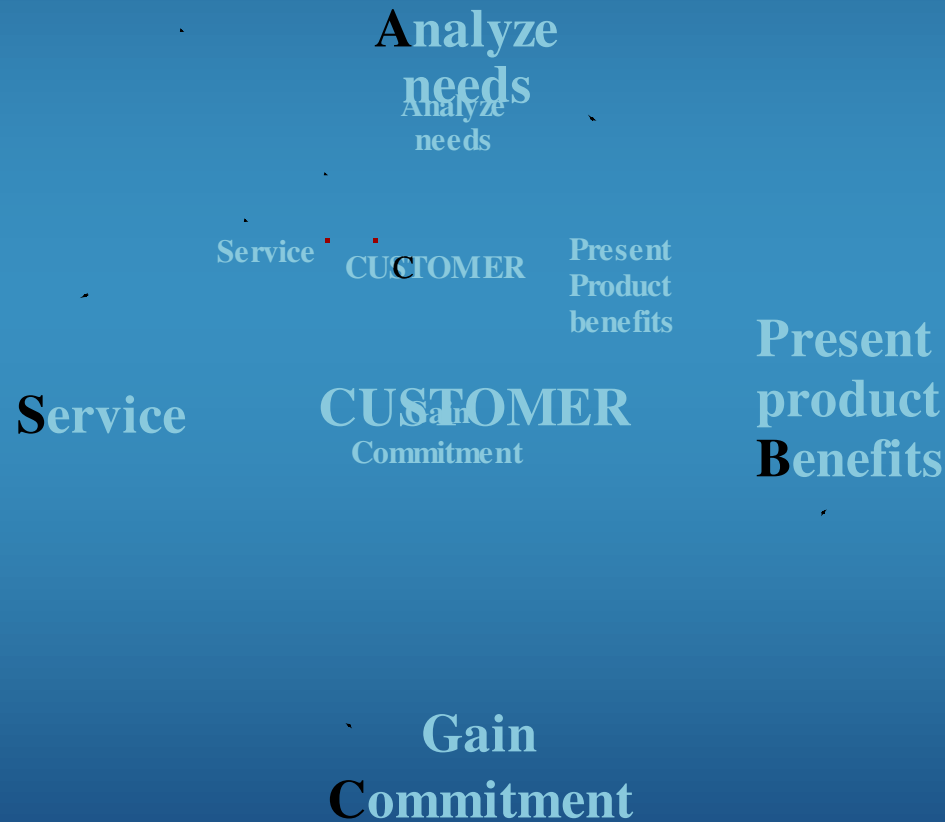 Analyze
needs
Analyze
needs
Service
CUSTOMER
C
Present
Product
benefits
Present
product
Benefits
Service
CUSTOMER
Gain
Commitment
Gain
Commitment